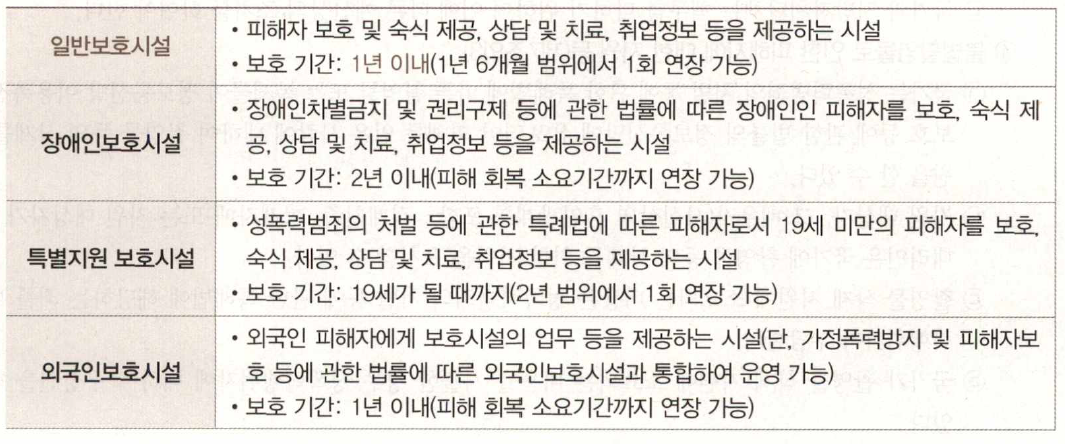 일반보호시설
• 피해자 보호 및 숙식 제공, 상담 및 치료, 취업정보 등을 제공하는 시설
• 보호 기간: 1년 이내(1년 6개월 범위에서 1회 연장 가능)
장애인보호시설
• 장애인차별금지 및 권리구제 등에 관한 법률에 따른 장애인인 피해자를 보호, 숙식 제
공, 상담 및 치료, 취업정보 등을 제공하는 시설
• 보호 기간: 2년 이내(피해 회복 소요기간까지 연장 가능)
특별지원 보호시설
• 성폭력범죄의 처벌 등에 관한 특례법에 따른 피해자로서 19세 미만의 피해자를 보호,
숙식 제공, 상담 및 치료, 취업정보 등을 제공하는 시설
• 보호 기간: 19세가 될 때까지(2년 범위에서 1회 연장 가능)
외국인보호시설
• 외국인 피해자에게 보호시설의 업무 등을 제공하는 시설(단, 가정폭력방지 및 피해자보
호 등에 관한 법률에 따른 외국인보호시설과 통합하여 운영 가능)
• 보호 기간: 1년 이내(피해 회복 소요기간까지 연장 가능)